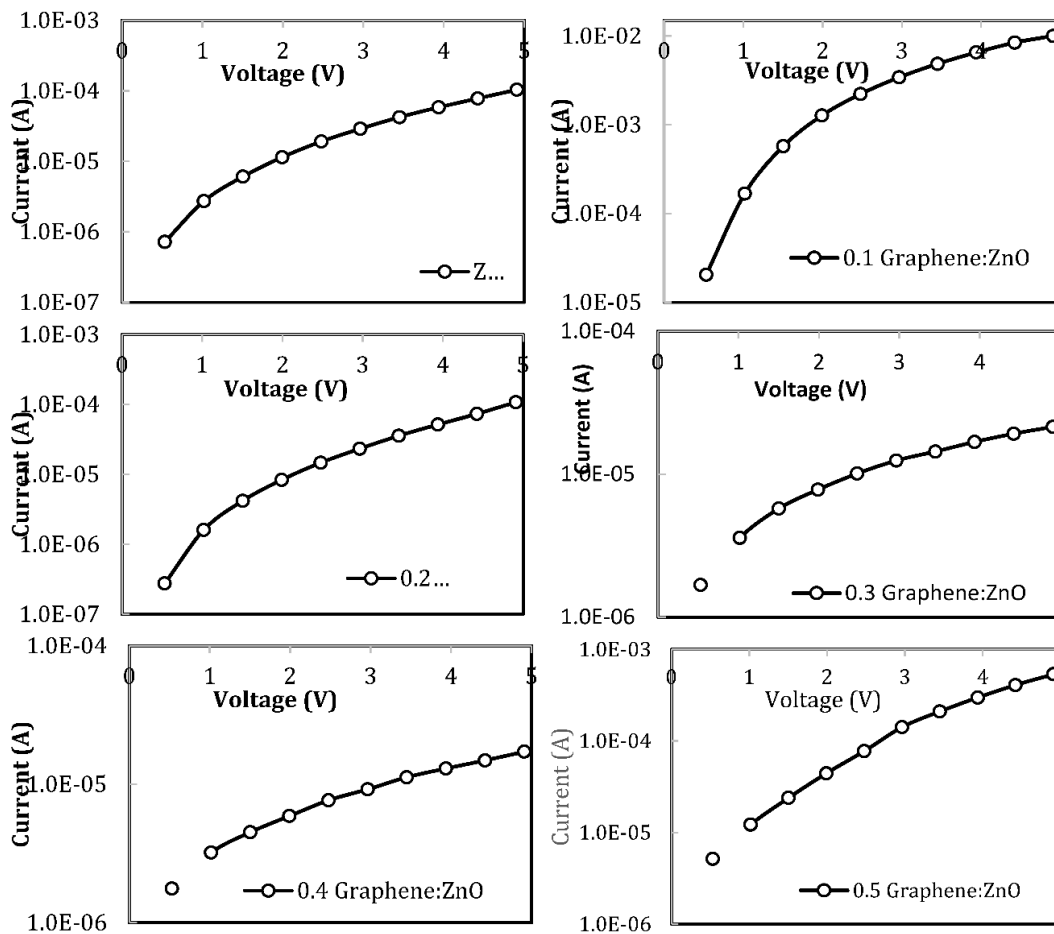 1.0E-03
0 1 2 3 4 5
Voltage (V)
1.0E-04
1.0E-05
1.0E-06
1.0E-07
Current (A)
Z...
1.0E-02
0 1 2 3 4
Voltage (V)
1.0E-03
1.0E-04
1.0E-05
Current (A)
0.1 Graphene:ZnO
1.0E-03
0 1 2 3 4 5
Voltage (V)
1.0E-04
1.0E-05
1.0E-06
1.0E-07
Current (A)
0.2...
1.0E-04
0 1 2 3 4
Voltage (V)
1.0E-05
1.0E-06
Current (A)
0.3 Graphene:ZnO
1.0E-04
0 1 2 3 4 5
Voltage (V)
1.0E-05
1.0E-06
Current (A)
0.4 Graphene:ZnO
1.0E-03
0 1 2 3 4
Voltage (V)
1.0E-04
1.0E-05
1.0E-06
Current (A)
0.5 Graphene:ZnO